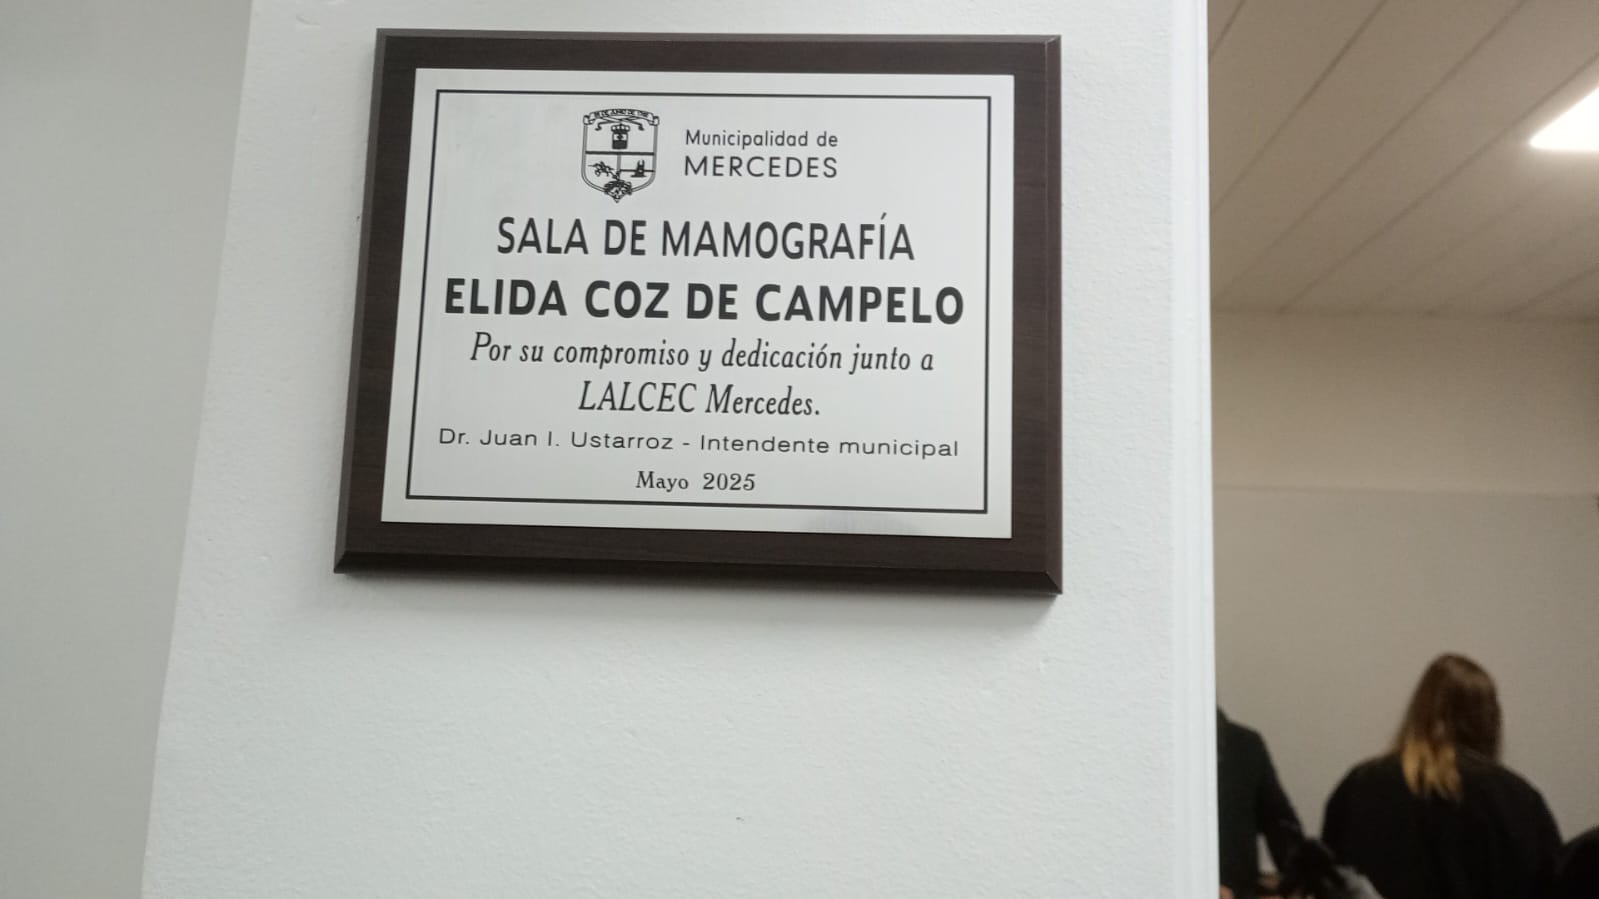 Municipalidad de
MERCEDES
SALA DE MAMOGRAFÍA
ELIDA COZ DE CAMPELO
Por su compromiso y dedicación junto a
LALCEC Mercedes.
Dr. Juan I. Ustarroz - Intendente municipal
Mayo 2025